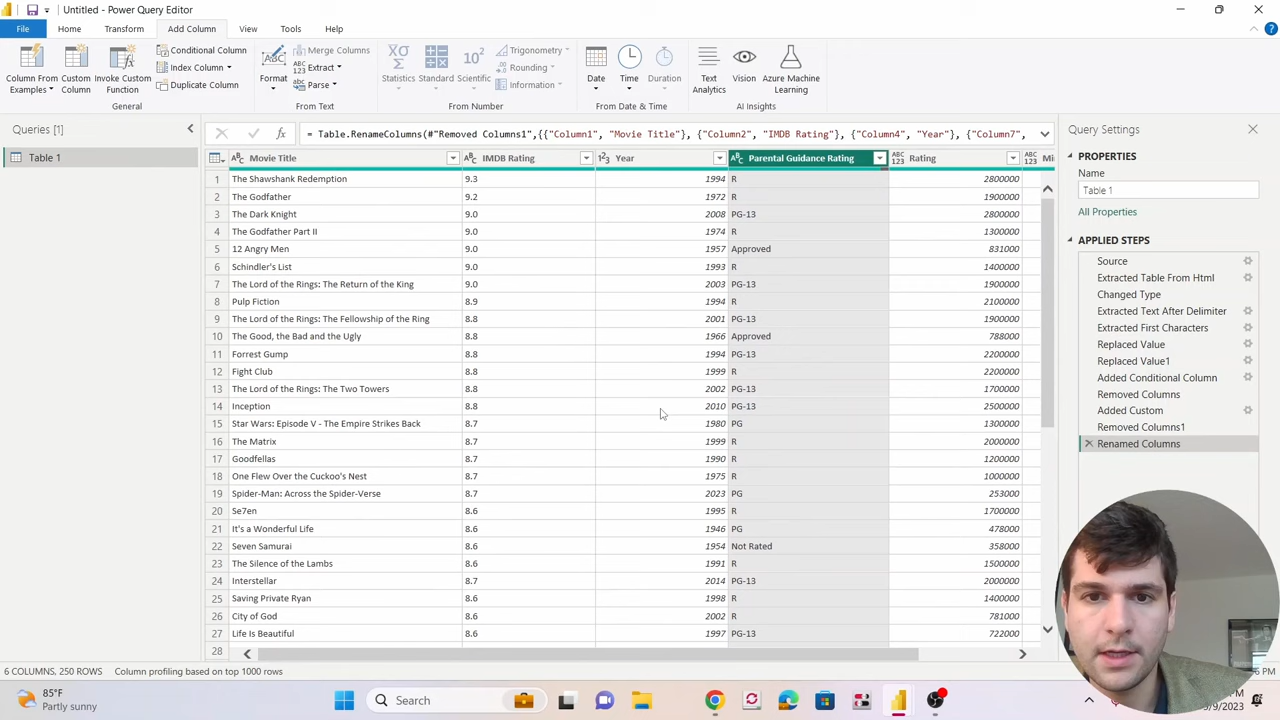 Untitled - Power Query Editor
File Home Transform Add Column View Tools Help
Column From Examples
Custom Column
Invoke Custom Function
Conditional Column
Index Column
Duplicate Column
General
Format
Merge Columns
Extract
Parse
From Text
Statistics
Standard
Scientific
Trigonometry
Rounding
Information
From Number
Date
Time
Duration
From Date & Time
Text Analytics
Vision
Azure Machine Learning
AI Insights
Queries [1]
Table 1
= Table.RenameColumns(#"Removed Columns1",{{"Column1", "Movie Title"}, {"Column2", "IMDB Rating"}, {"Column4", "Year"}, {"Column7",
Movie Title IMDB Rating Year Parental Guidance Rating Rating Mi
1 The Shawshank Redemption 9.3 1994 R 2800000
2 The Godfather 9.2 1972 R 1900000
3 The Dark Knight 9.0 2008 PG-13 2800000
4 The Godfather Part II 9.0 1974 R 1300000
5 12 Angry Men 9.0 1957 Approved 831000
6 Schindler's List 9.0 1993 R 1400000
7 The Lord of the Rings: The Return of the King 9.0 2003 PG-13 1900000
8 Pulp Fiction 8.9 1994 R 2100000
9 The Lord of the Rings: The Fellowship of the Ring 8.8 2001 PG-13 1900000
10 The Good, the Bad and the Ugly 8.8 1966 Approved 788000
11 Forrest Gump 8.8 1994 PG-13 2200000
12 Fight Club 8.8 1999 R 2200000
13 The Lord of the Rings: The Two Towers 8.8 2002 PG-13 1700000
14 Inception 8.8 2010 PG-13 2500000
15 Star Wars: Episode V - The Empire Strikes Back 8.7 1980 PG 1300000
16 The Matrix 8.7 1999 R 2000000
17 Goodfellas 8.7 1990 R 1200000
18 One Flew Over the Cuckoo's Nest 8.7 1975 R 1000000
19 Spider-Man: Across the Spider-Verse 8.7 2023 PG 253000
20 Se7en 8.6 1995 R 1700000
21 It's a Wonderful Life 8.6 1946 PG 478000
22 Seven Samurai 8.6 1954 Not Rated 358000
23 The Silence of the Lambs 8.6 1991 R 1500000
24 Interstellar 8.7 2014 PG-13 2000000
25 Saving Private Ryan 8.6 1998 R 1400000
26 City of God 8.6 2002 R 781000
27 Life Is Beautiful 8.6 1997 PG-13 722000
28
Query Settings
PROPERTIES
Name
Table 1
All Properties
APPLIED STEPS
Source
Extracted Table From Html
Changed Type
Extracted Text After Delimiter
Extracted First Characters
Replaced Value
Replaced Value1
Added Conditional Column
Removed Columns
Added Custom
Removed Columns1
Renamed Columns
6 COLUMNS, 250 ROWS Column profiling based on top 1000 rows
85°F
Partly sunny
Search